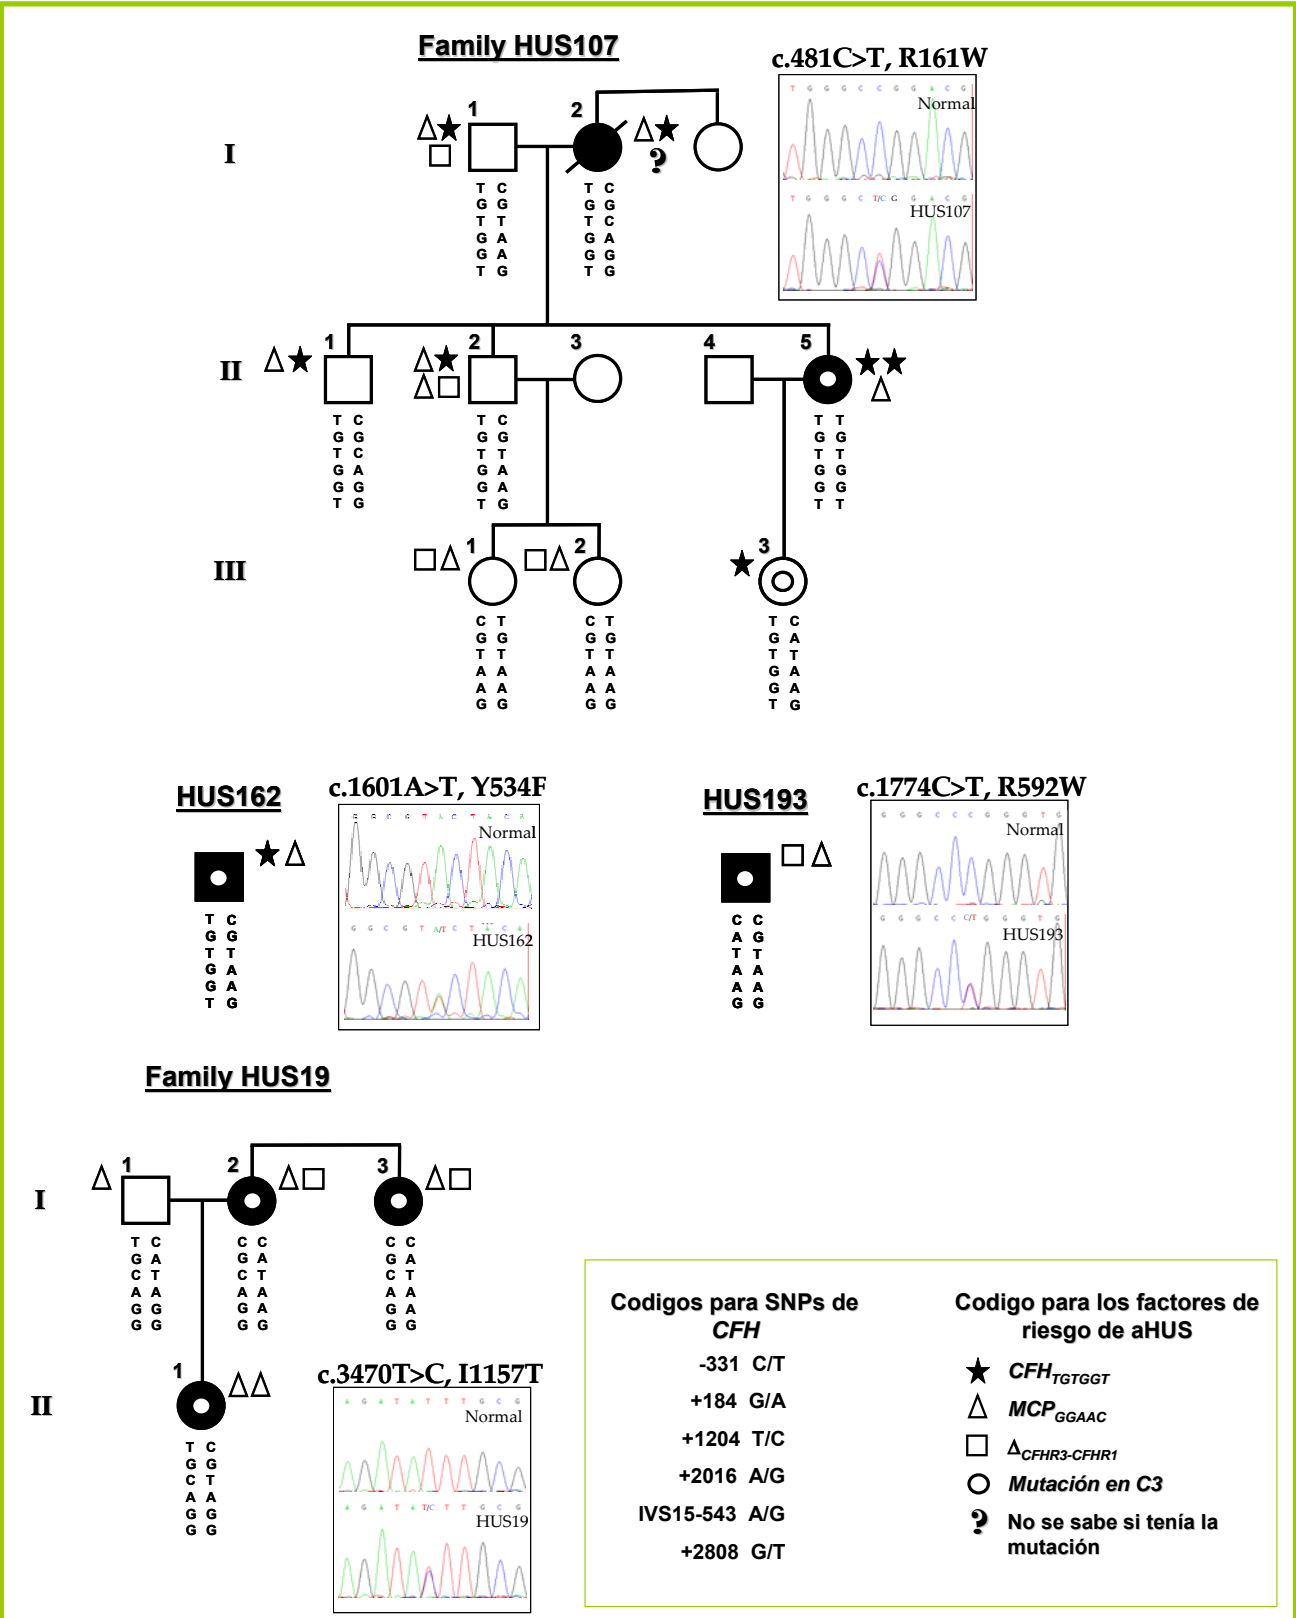 Family HUS107
c.481C>T, R161W
T G G G C C G G A C G
Normal
T G G G C T/C G G A C G
HUS107
I
1
2
?
T C
G G
T T
G A
G A
T G
T C
G G
T C
G A
G G
T G
II
1
2
3
4
5
T C
G G
T C
G A
G G
T G
T C
G G
T T
G A
G A
T G
T T
G G
T T
G G
G G
T T
III
1
2
3
C T
G G
T T
A A
A A
G G
C T
G G
T T
A A
A A
G G
T C
G A
T T
G A
G A
T G
HUS162
c.1601A>T, Y534F
G G C G T A C T A C A
Normal
G G C G T A/T C T A C A
HUS162
T C
G G
T T
G A
G A
T G
HUS193
c.1774C>T, R592W
G G G C C C G G G T G
Normal
G G G C C C/T G G G T G
HUS193
C C
A G
T T
A A
A A
G G
Family HUS19
I
1
2
3
T C
G A
C T
A A
G G
G G
C C
G A
C T
A A
G A
G G
C C
G A
C T
A A
G A
G G
II
1
T C
G G
C T
A A
G G
G G
c.3470T>C, I1157T
A G A T A T T T G C G
Normal
A G A T A T/C T T G C G
HUS19
Codigos para SNPs de
CFH
-331 C/T
+184 G/A
+1204 T/C
+2016 A/G
IVS15-543 A/G
+2808 G/T
Codigo para los factores de
riesgo de aHUS
CFHTGTGGT
MCPGGAAC
ΔCFHR3-CFHR1
Mutación en C3
? No se sabe si tenía la
mutación